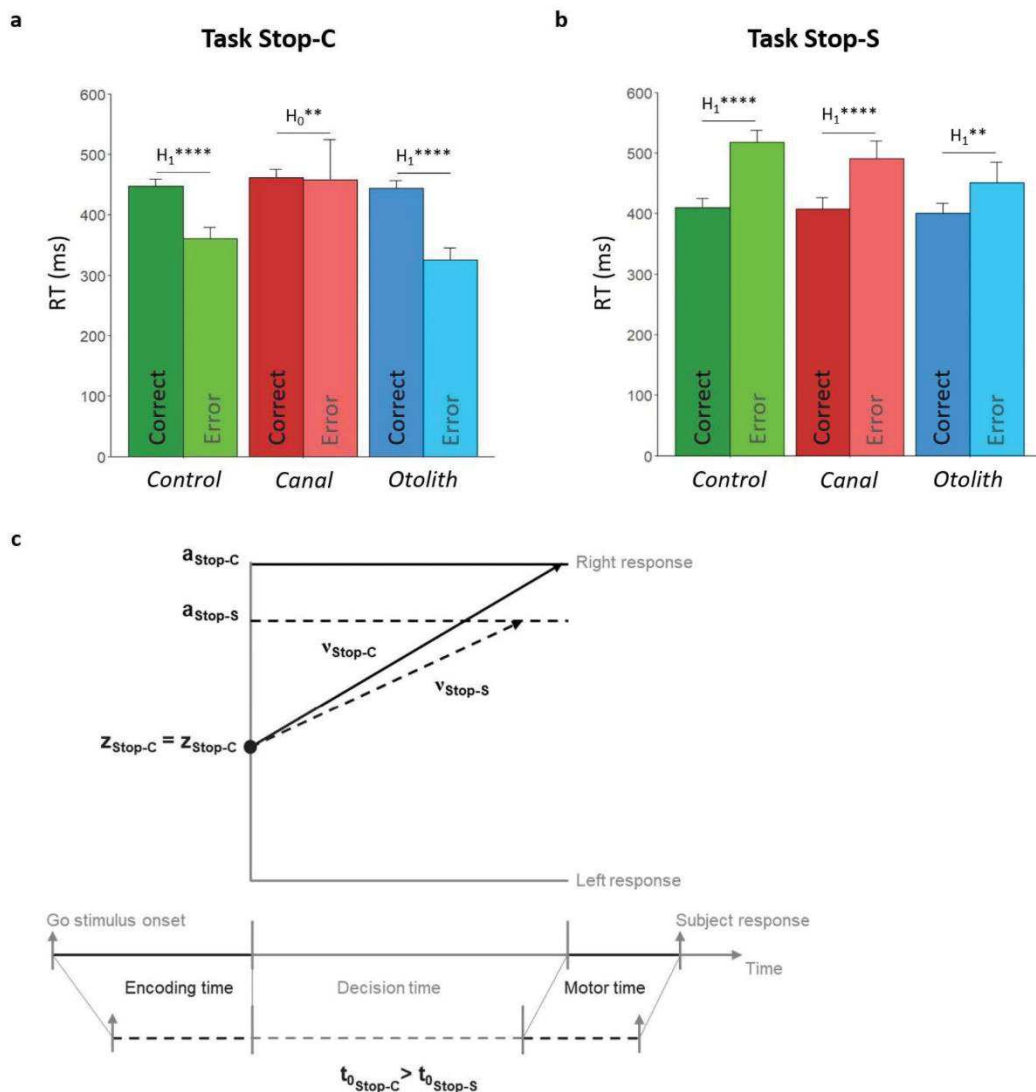 a
Task Stop-C
RT (ms)
600
500
400
300
200
100
0
H₁****
H₀**
H₁****
Correct
Error
Correct
Error
Correct
Error
Control
Canal
Otolith
b
Task Stop-S
RT (ms)
600
500
400
300
200
100
0
H₁****
H₁****
H₁**
Correct
Error
Correct
Error
Correct
Error
Control
Canal
Otolith
c
aStop-C
Right response
aStop-S
νStop-C
νStop-S
zStop-C = zStop-C
Left response
Go stimulus onset
Subject response
Time
Encoding time
Decision time
Motor time
t0Stop-C > t0Stop-S